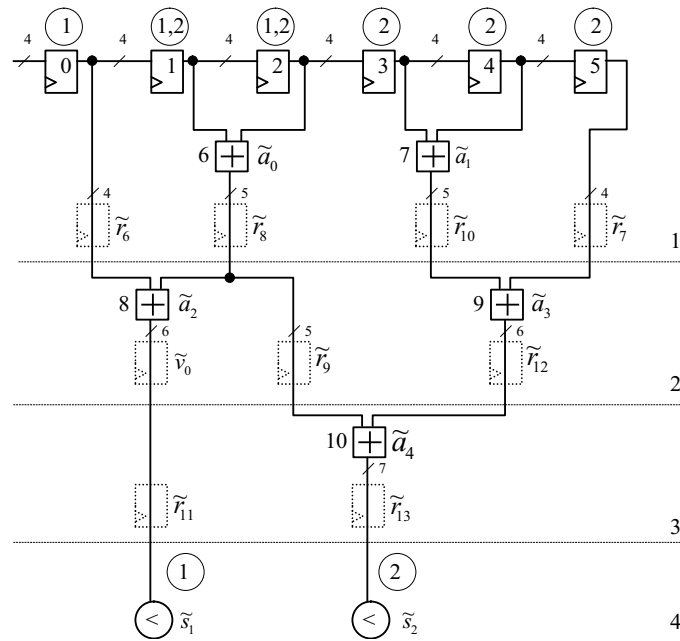 1 1,2 1,2 2 2 2
4 4 4 4 4 4
0 1 2 3 4 5
6 + ã₀ 7 + ã₁
4 5 5 4
r̃₆ r̃₈ r̃₁₀ r̃₇
1
8 + ã₂ 9 + ã₃
6 5 6
ṽ₀ r̃₉ r̃₁₂
2
10 + ã₄
7
r̃₁₁ r̃₁₃
3
1 2
< s̃₁ < s̃₂
4